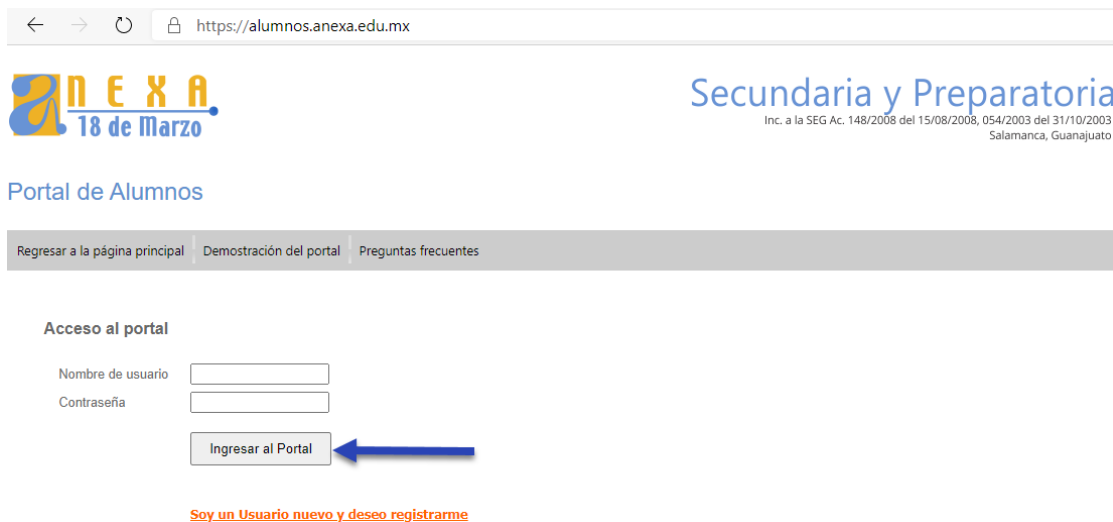 https://alumnos.anexa.edu.mx
anexa
18 de Marzo
Secundaria y Preparatoria
Inc. a la SEG Ac. 148/2008 del 15/08/2008, 054/2003 del 31/10/2003
Salamanca, Guanajuato
Portal de Alumnos
Regresar a la página principal Demostración del portal Preguntas frecuentes
Acceso al portal
Nombre de usuario
Contraseña
Ingresar al Portal
Soy un Usuario nuevo y deseo registrarme